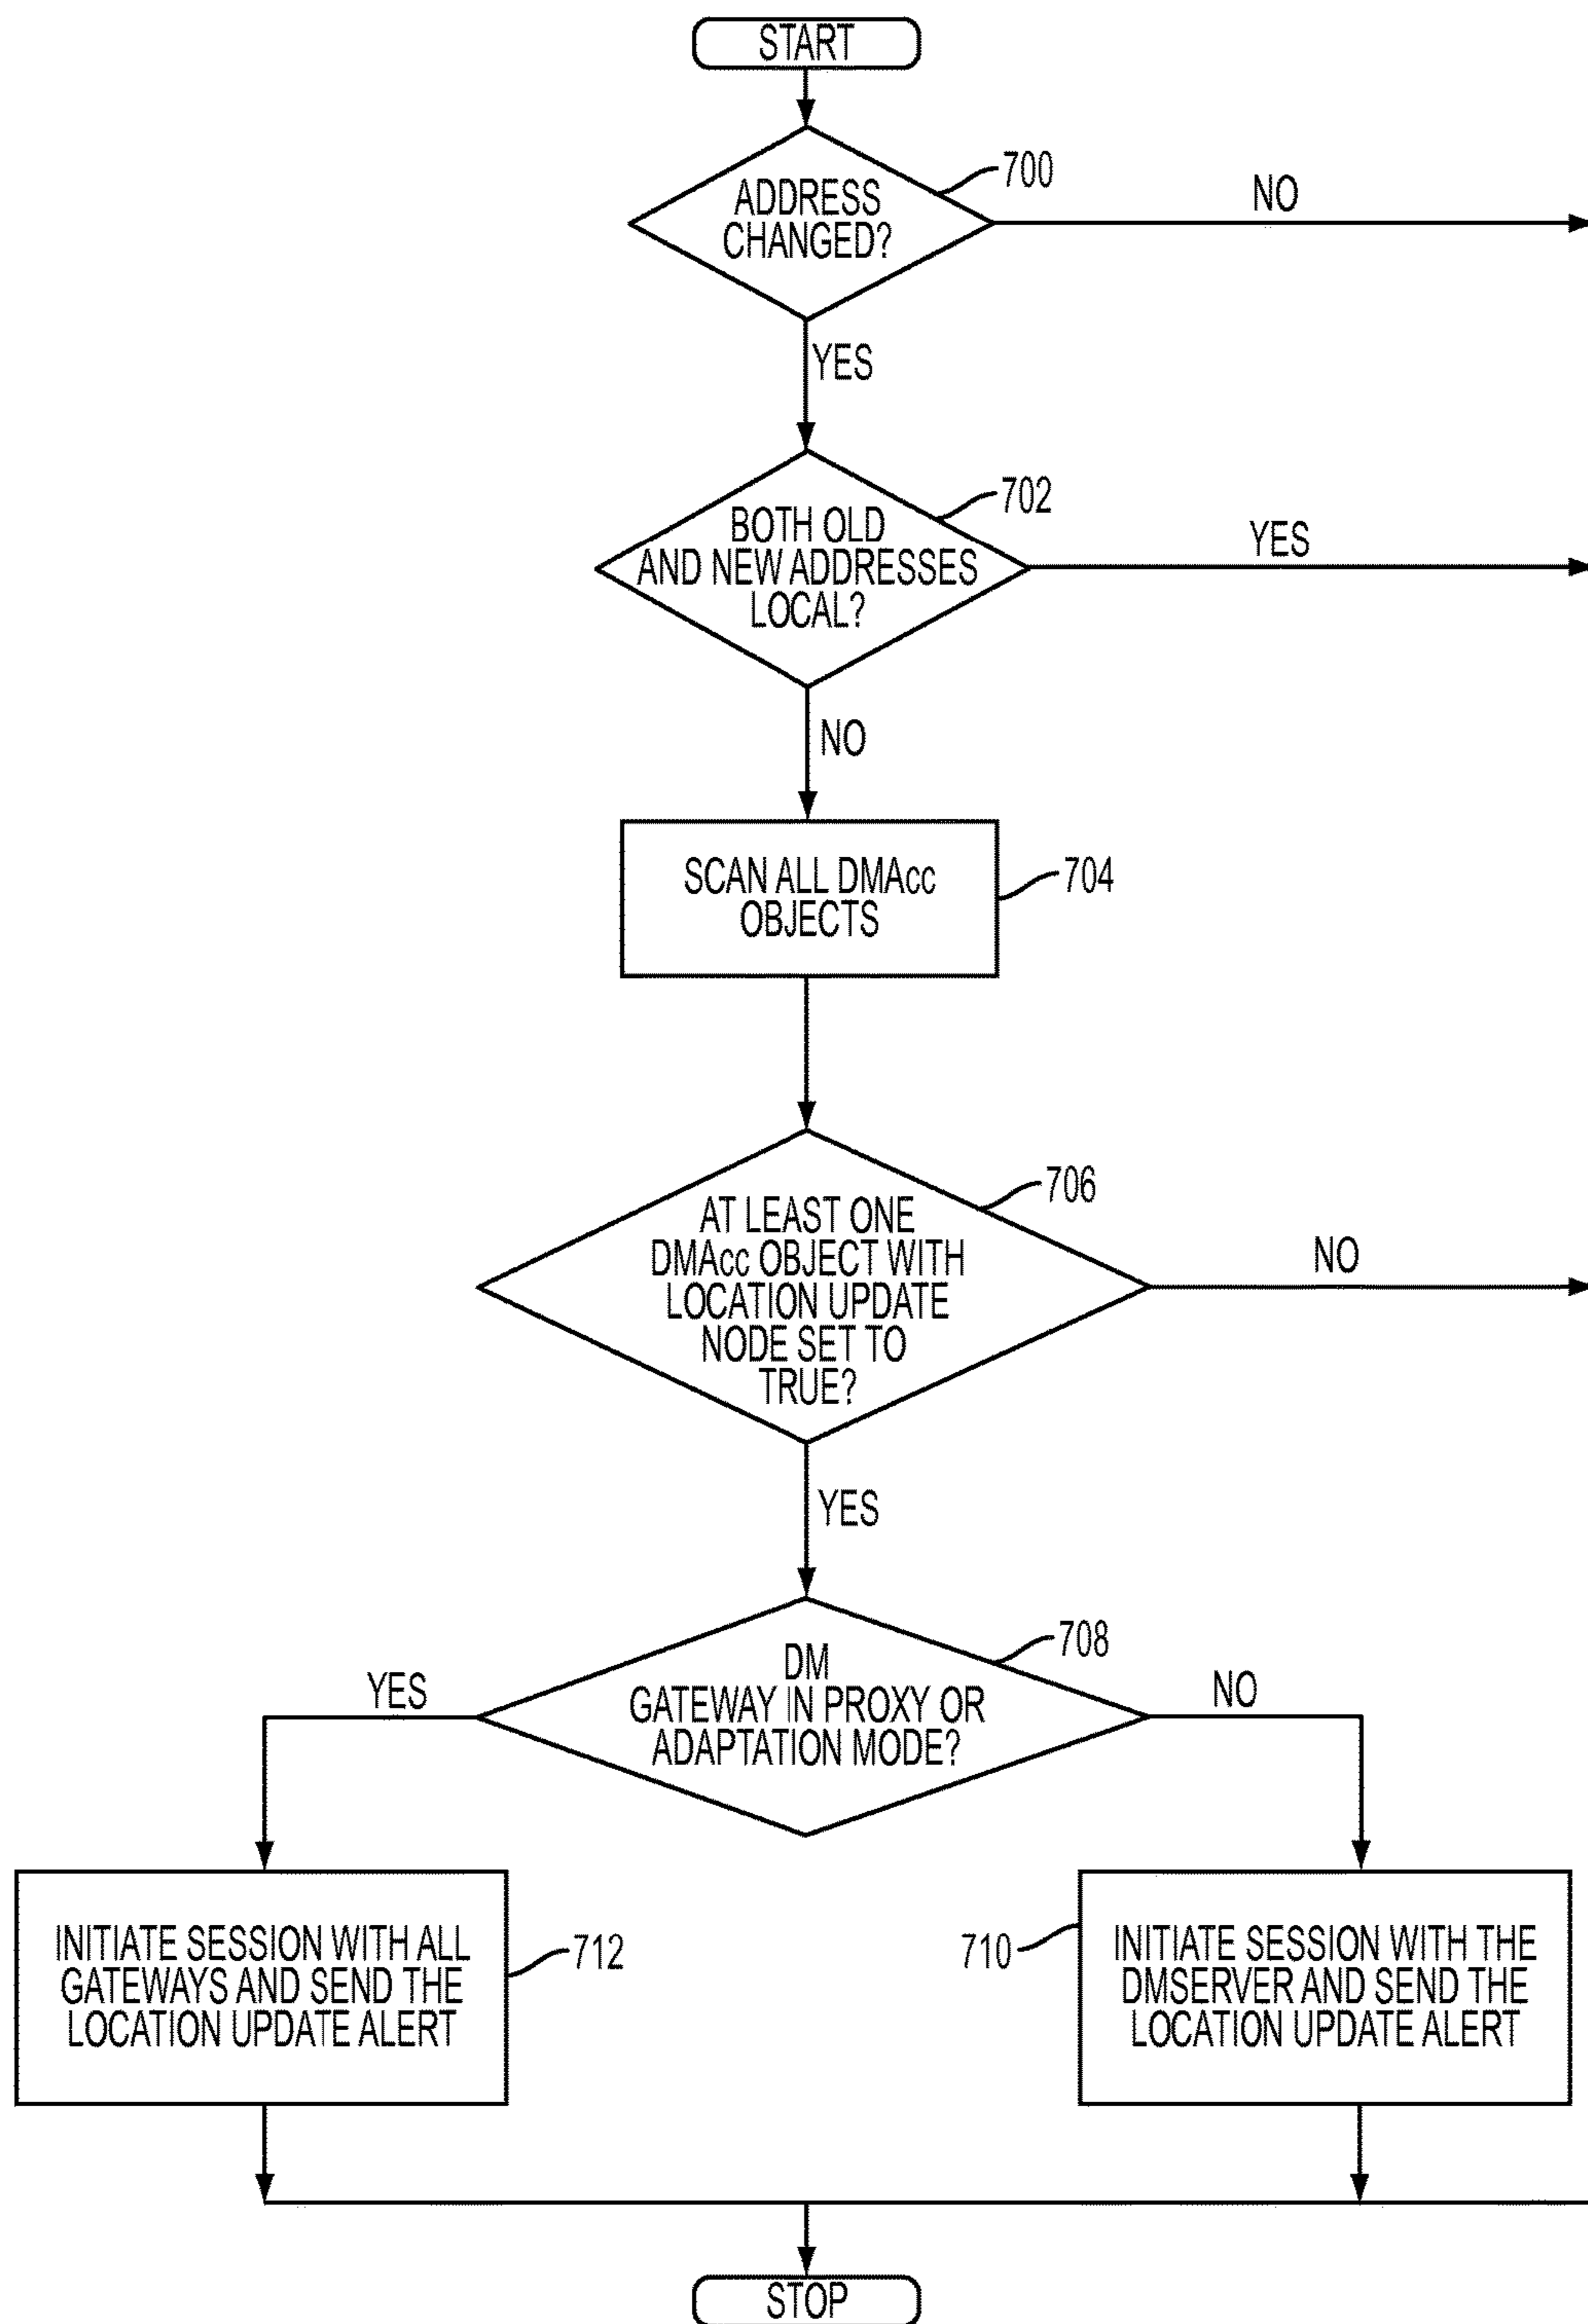 START
ADDRESS
CHANGED?
700
NO
YES
BOTH OLD
AND NEW ADDRESSES
LOCAL?
702
YES
NO
SCAN ALL DMAcc
OBJECTS
704
AT LEAST ONE
DMAcc OBJECT WITH
LOCATION UPDATE
NODE SET TO
TRUE?
706
NO
YES
DM
GATEWAY IN PROXY OR
ADAPTATION MODE?
708
YES
NO
INITIATE SESSION WITH ALL
GATEWAYS AND SEND THE
LOCATION UPDATE ALERT
712
710
INITIATE SESSION WITH THE
DMSERVER AND SEND THE
LOCATION UPDATE ALERT
STOP